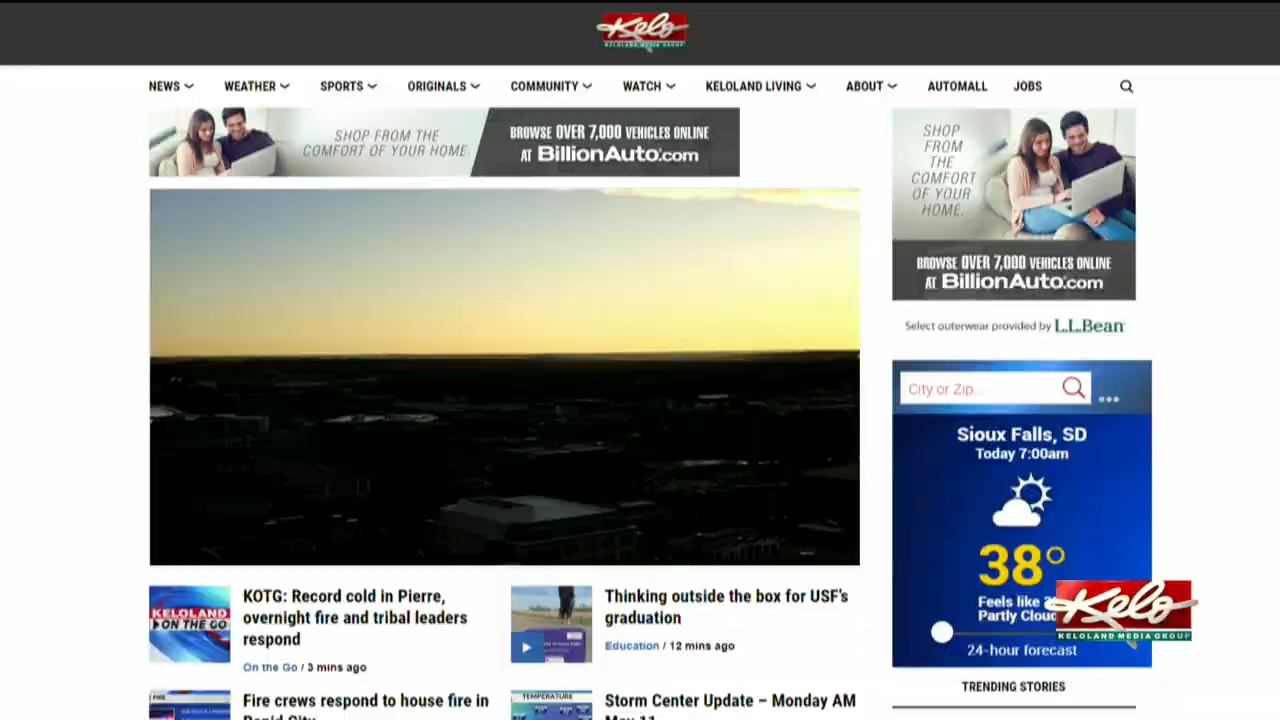 Kelo
KELOLAND MEDIA GROUP
NEWS WEATHER SPORTS ORIGINALS COMMUNITY WATCH KELOLAND LIVING ABOUT AUTOMALL JOBS
SHOP FROM THE
COMFORT OF YOUR HOME
BROWSE OVER 7,000 VEHICLES ONLINE
AT BillionAuto.com
SHOP
FROM
THE
COMFORT
OF YOUR
HOME.
BROWSE OVER 7,000 VEHICLES ONLINE
AT BillionAuto.com
Select outerwear provided by L.L.Bean
City or Zip...
Sioux Falls, SD
Today 7:00am
38°
Feels like
Partly
24-hour forecast
Kelo
KELOLAND MEDIA GROUP
TRENDING STORIES
KELOLAND
ON THE GO
KOTG: Record cold in Pierre,
overnight fire and tribal leaders
respond
On the Go / 3 mins ago
Thinking outside the box for USF's
graduation
Education / 12 mins ago
Fire crews respond to house fire in
TEMPERATURE
Storm Center Update – Monday AM
May 11